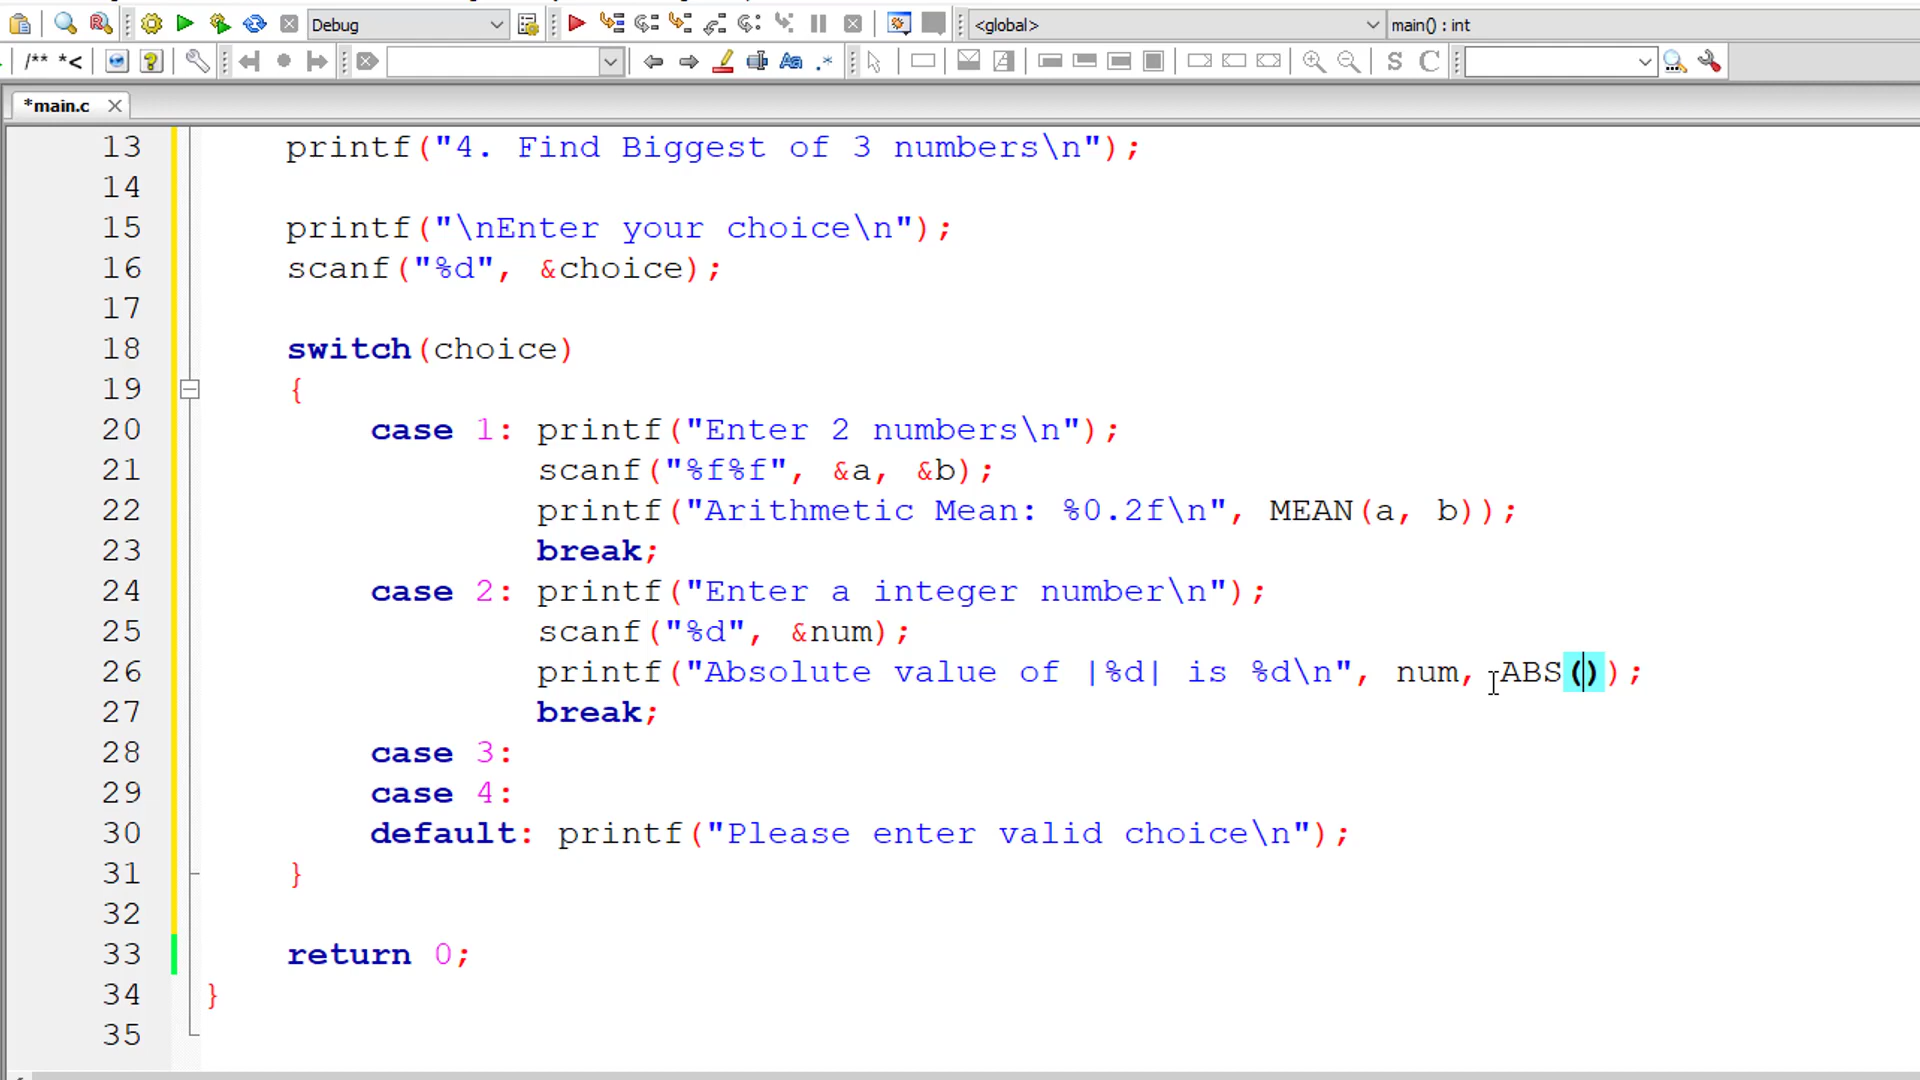 Debug
<global>
main() : int
/** *<
Aa
.*
S
C
*main.c
13 printf("4. Find Biggest of 3 numbers\n");
14
15 printf("\nEnter your choice\n");
16 scanf("%d", &choice);
17
18 switch(choice)
19 {
20 case 1: printf("Enter 2 numbers\n");
21 scanf("%f%f", &a, &b);
22 printf("Arithmetic Mean: %0.2f\n", MEAN(a, b));
23 break;
24 case 2: printf("Enter a integer number\n");
25 scanf("%d", &num);
26 printf("Absolute value of |%d| is %d\n", num, ABS());
27 break;
28 case 3:
29 case 4:
30 default: printf("Please enter valid choice\n");
31 }
32
33 return 0;
34 }
35